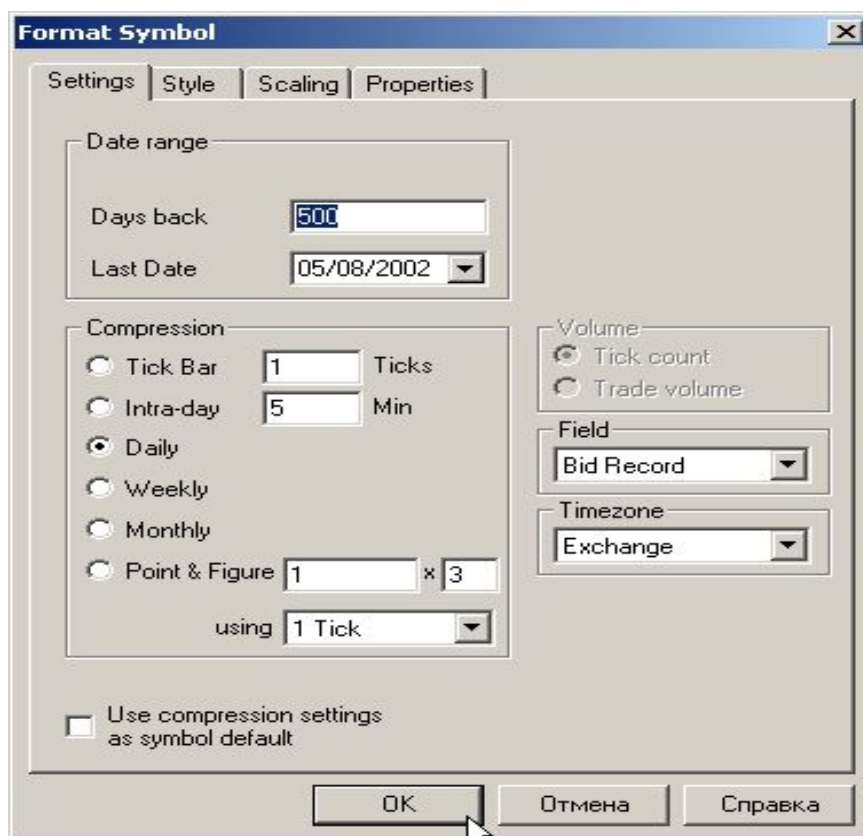 Format Symbol
Settings Style Scaling Properties
Date range
Days back 500
Last Date 05/08/2002
Compression
Tick Bar 1 Ticks
Intra-day 5 Min
Daily
Weekly
Monthly
Point & Figure 1 x 3
using 1 Tick
Volume
Tick count
Trade volume
Field
Bid Record
Timezone
Exchange
Use compression settings
as symbol default
OK Отмена Справка